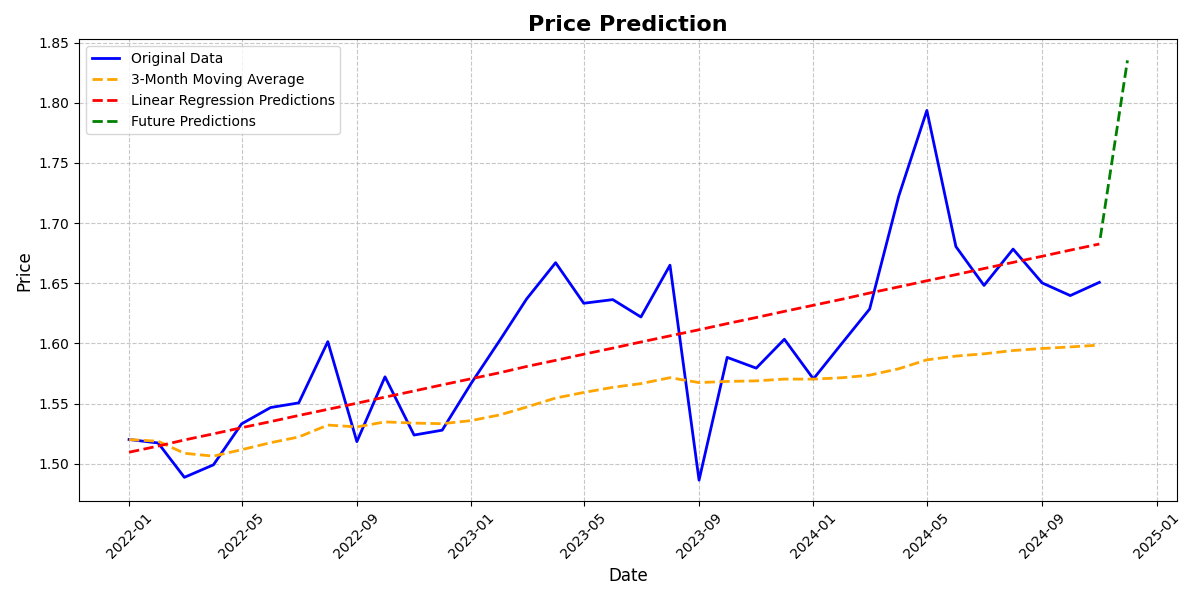 Price Prediction
Original Data
3-Month Moving Average
Linear Regression Predictions
Future Predictions
Price
1.85
1.80
1.75
1.70
1.65
1.60
1.55
1.50
2022-01
2022-05
2022-09
2023-01
2023-05
2023-09
2024-01
2024-05
2024-09
2025-01
Date